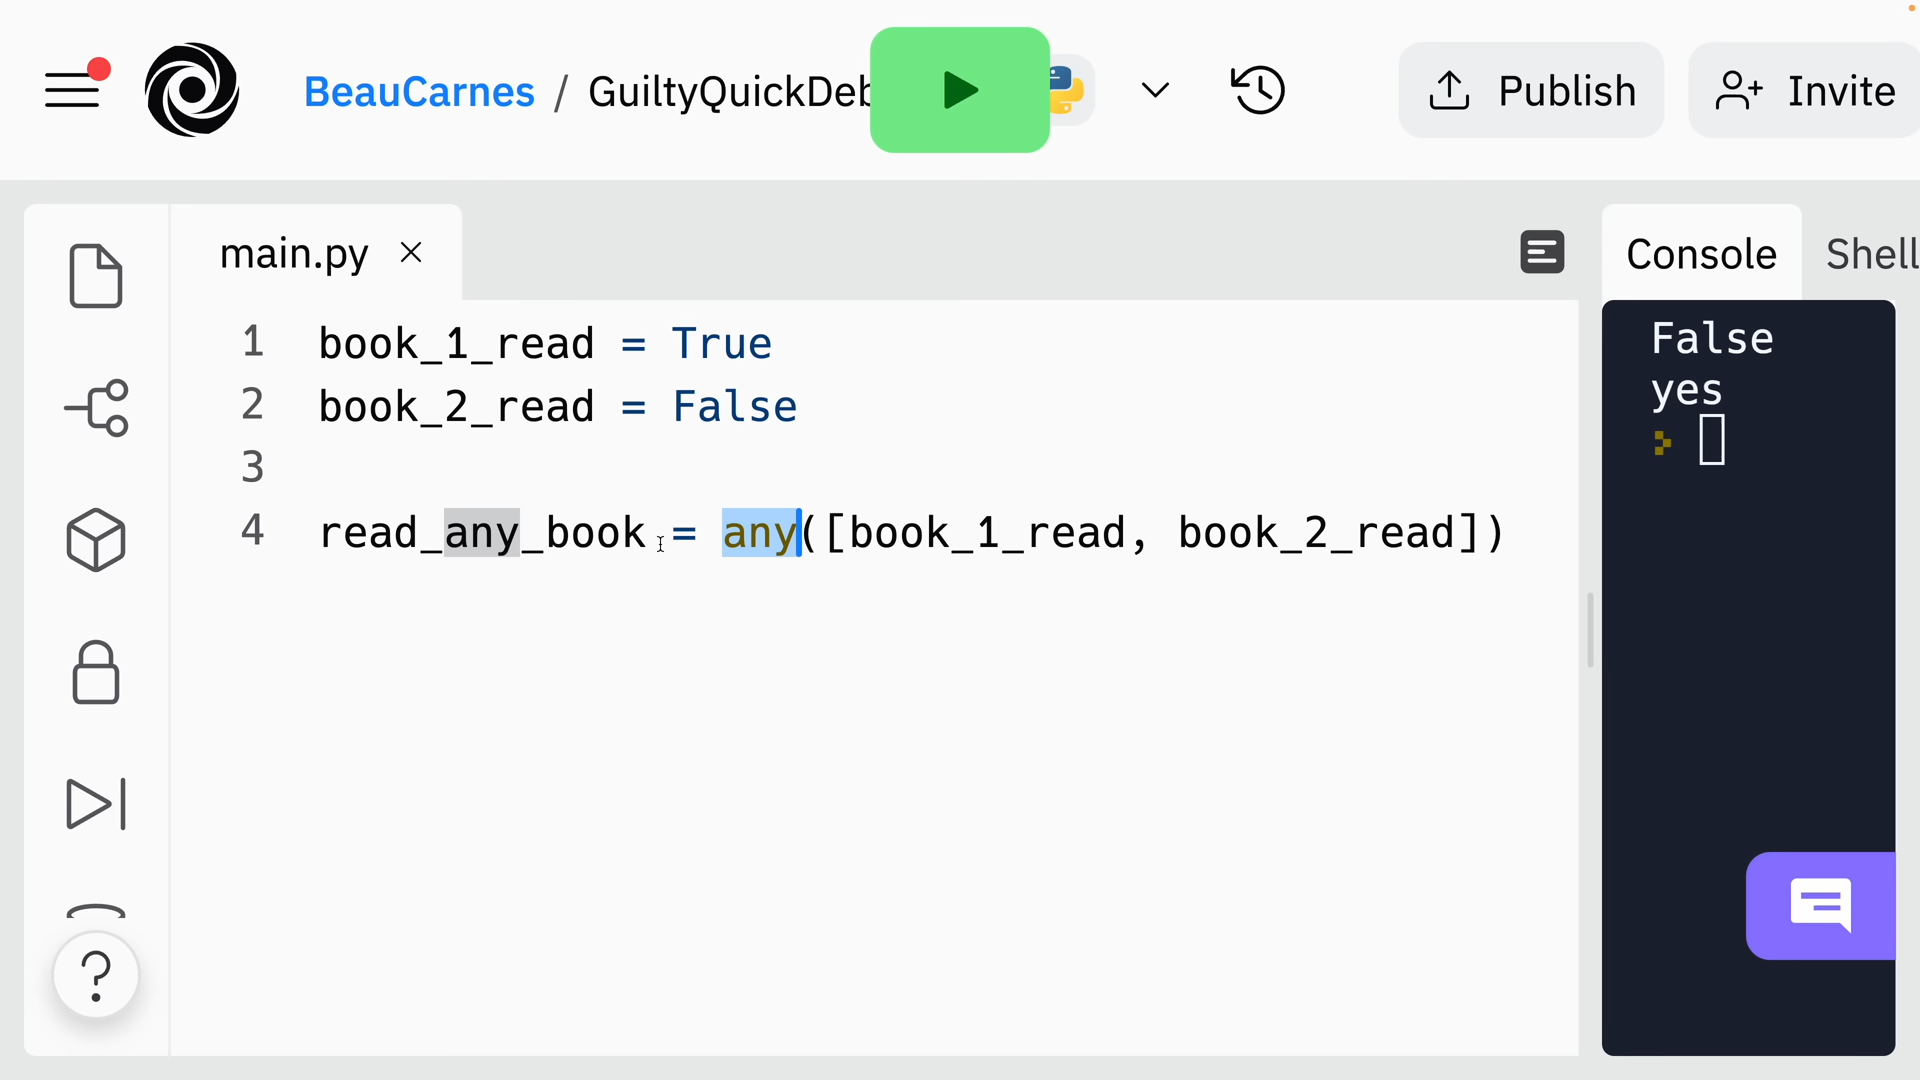 BeauCarnes / GuiltyQuickDeb
Publish
Invite
main.py
Console
Shell
1 book_1_read = True
2 book_2_read = False
3
4 read_any_book = any([book_1_read, book_2_read])
False
yes
?